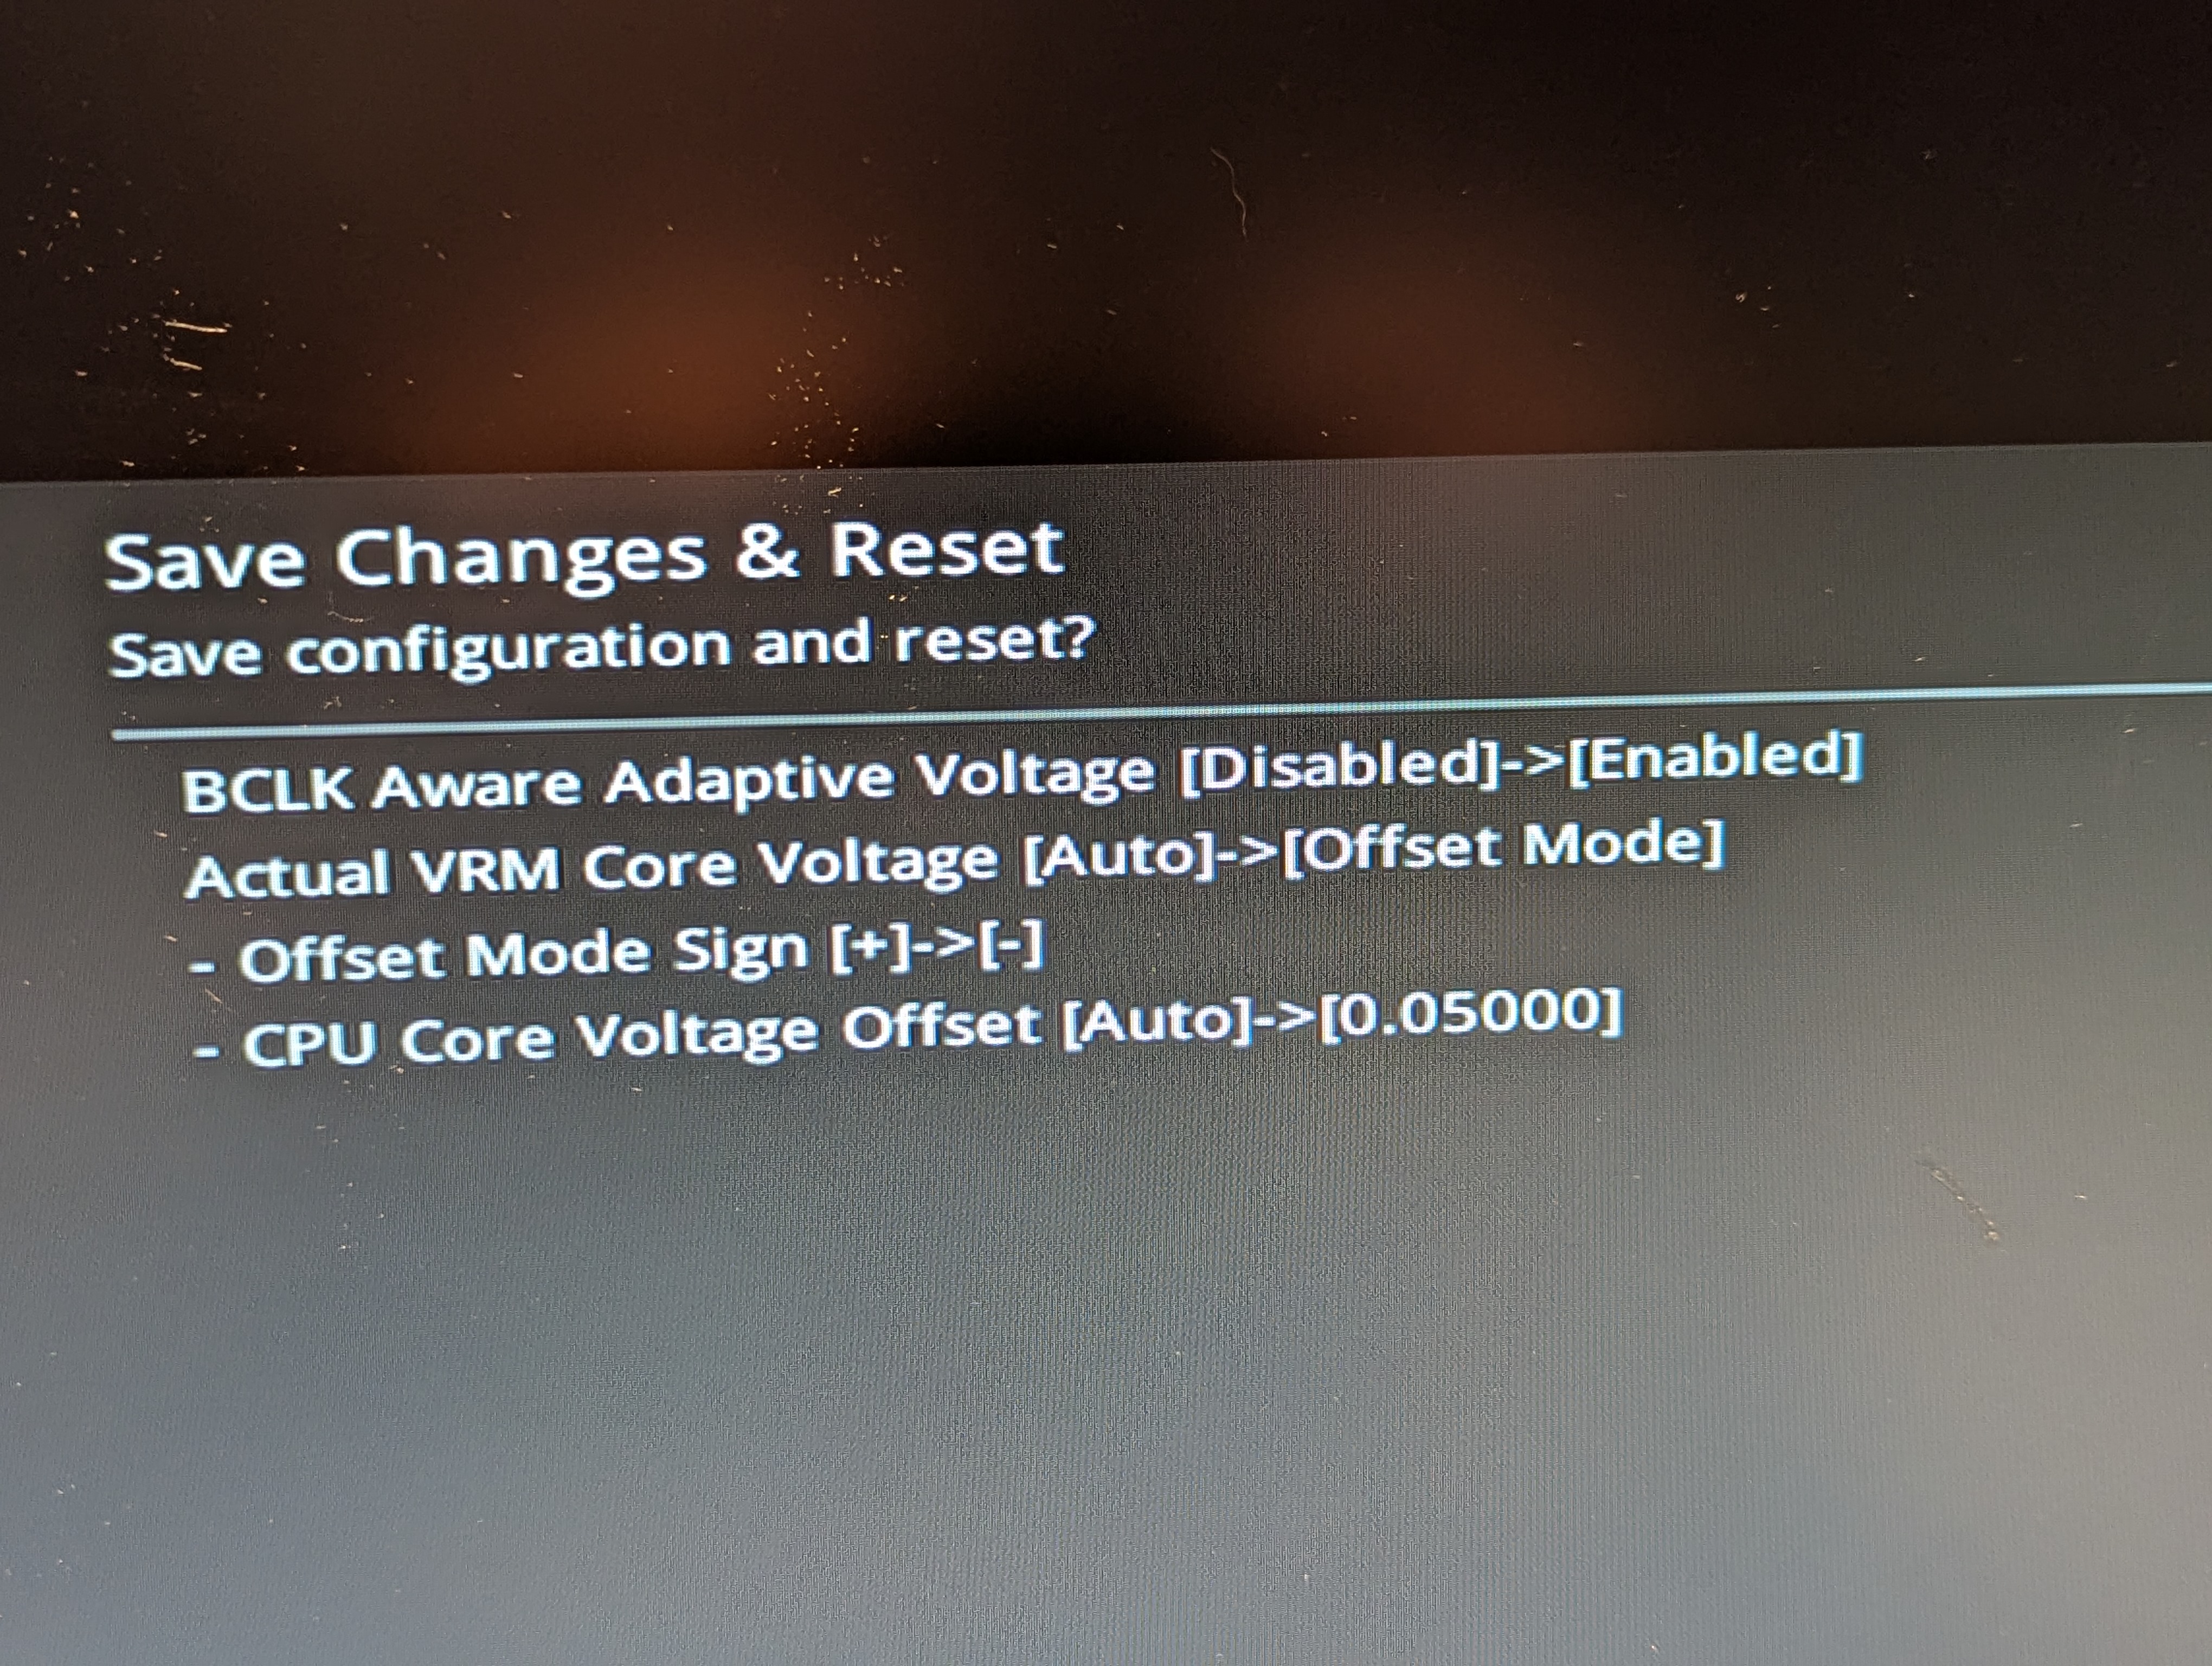 Save Changes & Reset
Save configuration and reset?
BCLK Aware Adaptive Voltage [Disabled]->[Enabled]
Actual VRM Core Voltage [Auto]->[Offset Mode]
- Offset Mode Sign [+]->[-]
- CPU Core Voltage Offset [Auto]->[0.05000]